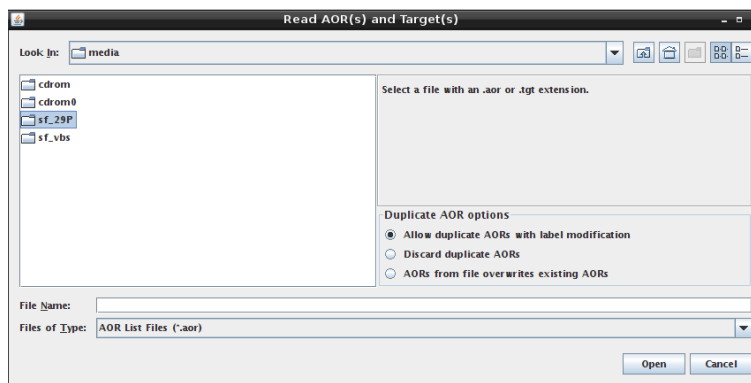 Read AOR(s) and Target(s)
Look In: media
cdrom
cdrom0
sf_29P
sf_vbs
Select a file with an .aor or .tgt extension.
Duplicate AOR options
Allow duplicate AORs with label modification
Discard duplicate AORs
AORs from file overwrites existing AORs
File Name:
Files of Type: AOR List Files (*.aor)
Open Cancel